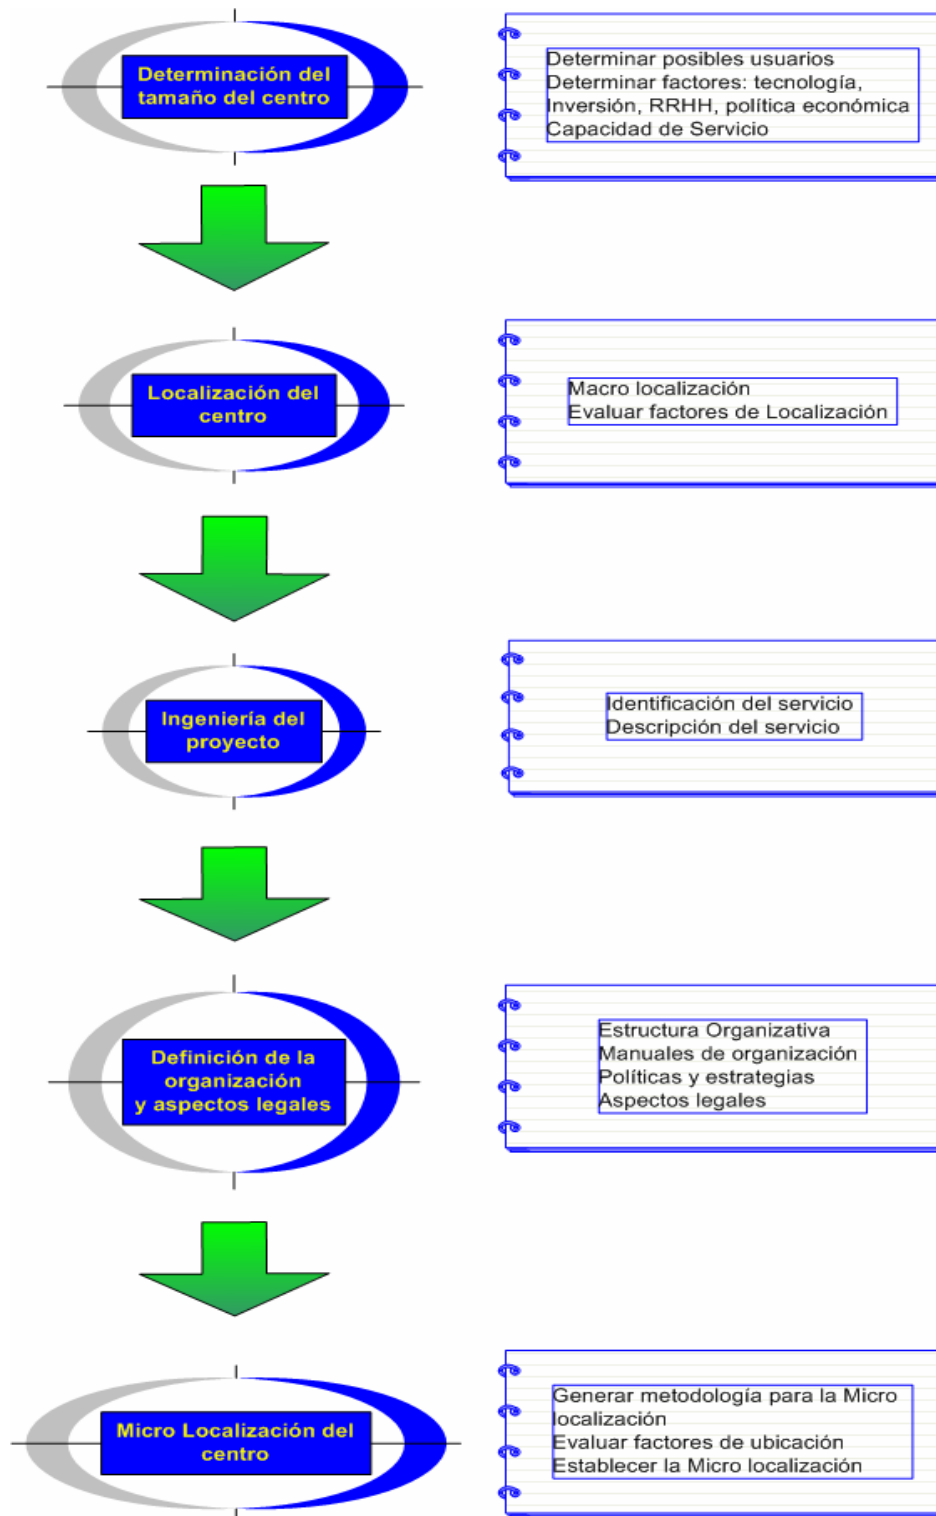 Determinación del
tamaño del centro
Determinar posibles usuarios
Determinar factores: tecnología,
Inversión, RRHH, política económica
Capacidad de Servicio
Localización del
centro
Macro localización
Evaluar factores de Localización
Ingeniería del
proyecto
Identificación del servicio
Descripción del servicio
Definición de la
organización
y aspectos legales
Estructura Organizativa
Manuales de organización
Políticas y estrategias
Aspectos legales
Micro Localización del
centro
Generar metodología para la Micro
localización
Evaluar factores de ubicación
Establecer la Micro localización